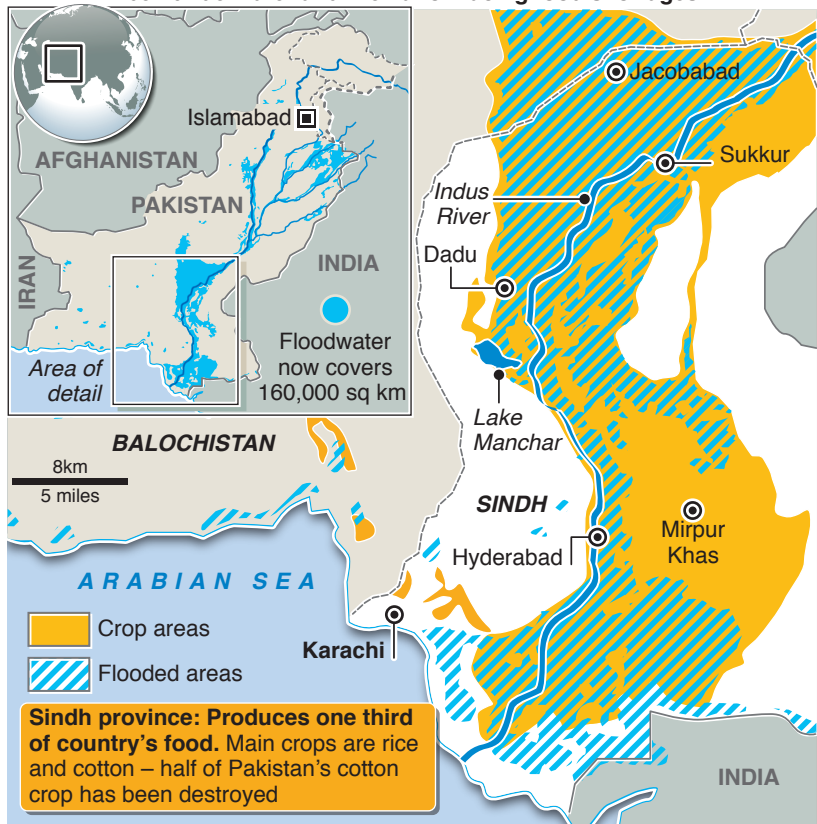 Islamabad
AFGHANISTAN
PAKISTAN
IRAN
INDIA
Floodwater
now covers
160,000 sq km
Area of
detail
Jacobabad
Sukkur
Indus
River
Dadu
Lake
Manchar
BALOCHISTAN
8km
5 miles
SINDH
Mirpur
Khas
Hyderabad
ARABIAN SEA
Karachi
Crop areas
Flooded areas
Sindh province: Produces one third
of country's food. Main crops are rice
and cotton – half of Pakistan's cotton
crop has been destroyed
INDIA